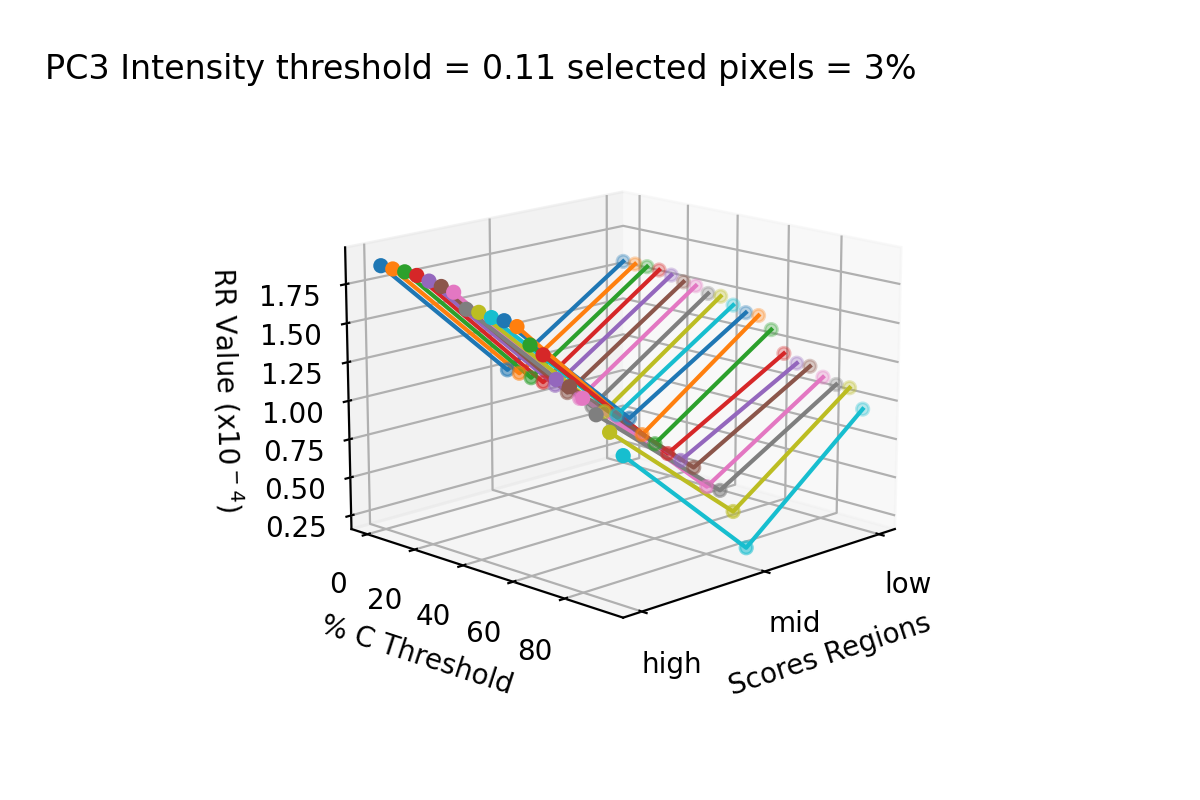 PC3 Intensity threshold = 0.11 selected pixels = 3%
RR Value (x10⁻⁴)
1.75
1.50
1.25
1.00
0.75
0.50
0.25
0
20
40
60
80
% C Threshold
high
mid
low
Scores Regions